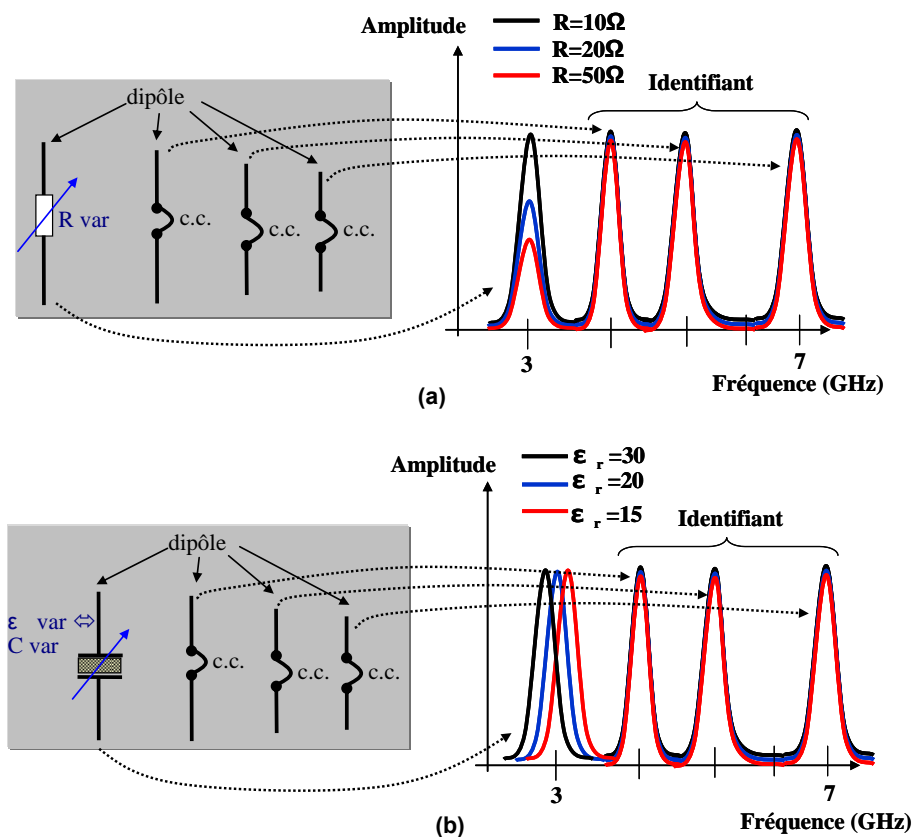 Amplitude
R=10Ω
R=20Ω
R=50Ω
Identifiant
dipôle
R var
c.c.
c.c.
c.c.
3
7
Fréquence (GHz)
(a)
Amplitude
ε r =30
ε r =20
ε r =15
Identifiant
dipôle
ε var ⇔
C var
c.c.
c.c.
c.c.
3
7
Fréquence (GHz)
(b)